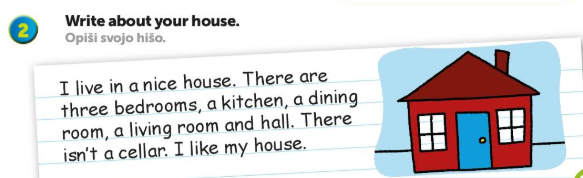 2
Write about your house.
Opiši svojo hišo.
I live in a nice house. There are
three bedrooms, a kitchen, a dining
room, a living room and hall. There
isn't a cellar. I like my house.